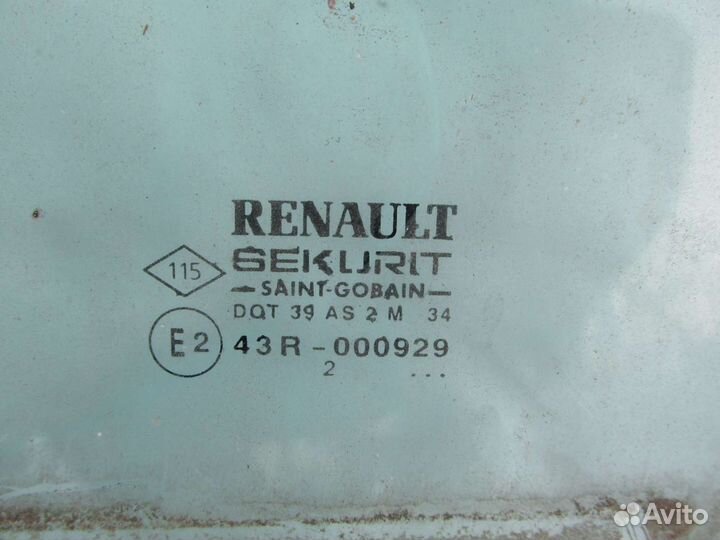 RENAULT
115
SEKURIT
SAINT-GOBAIN
DOT 39 AS 2 M 34
E2
43R-000929
2 ...
Avito